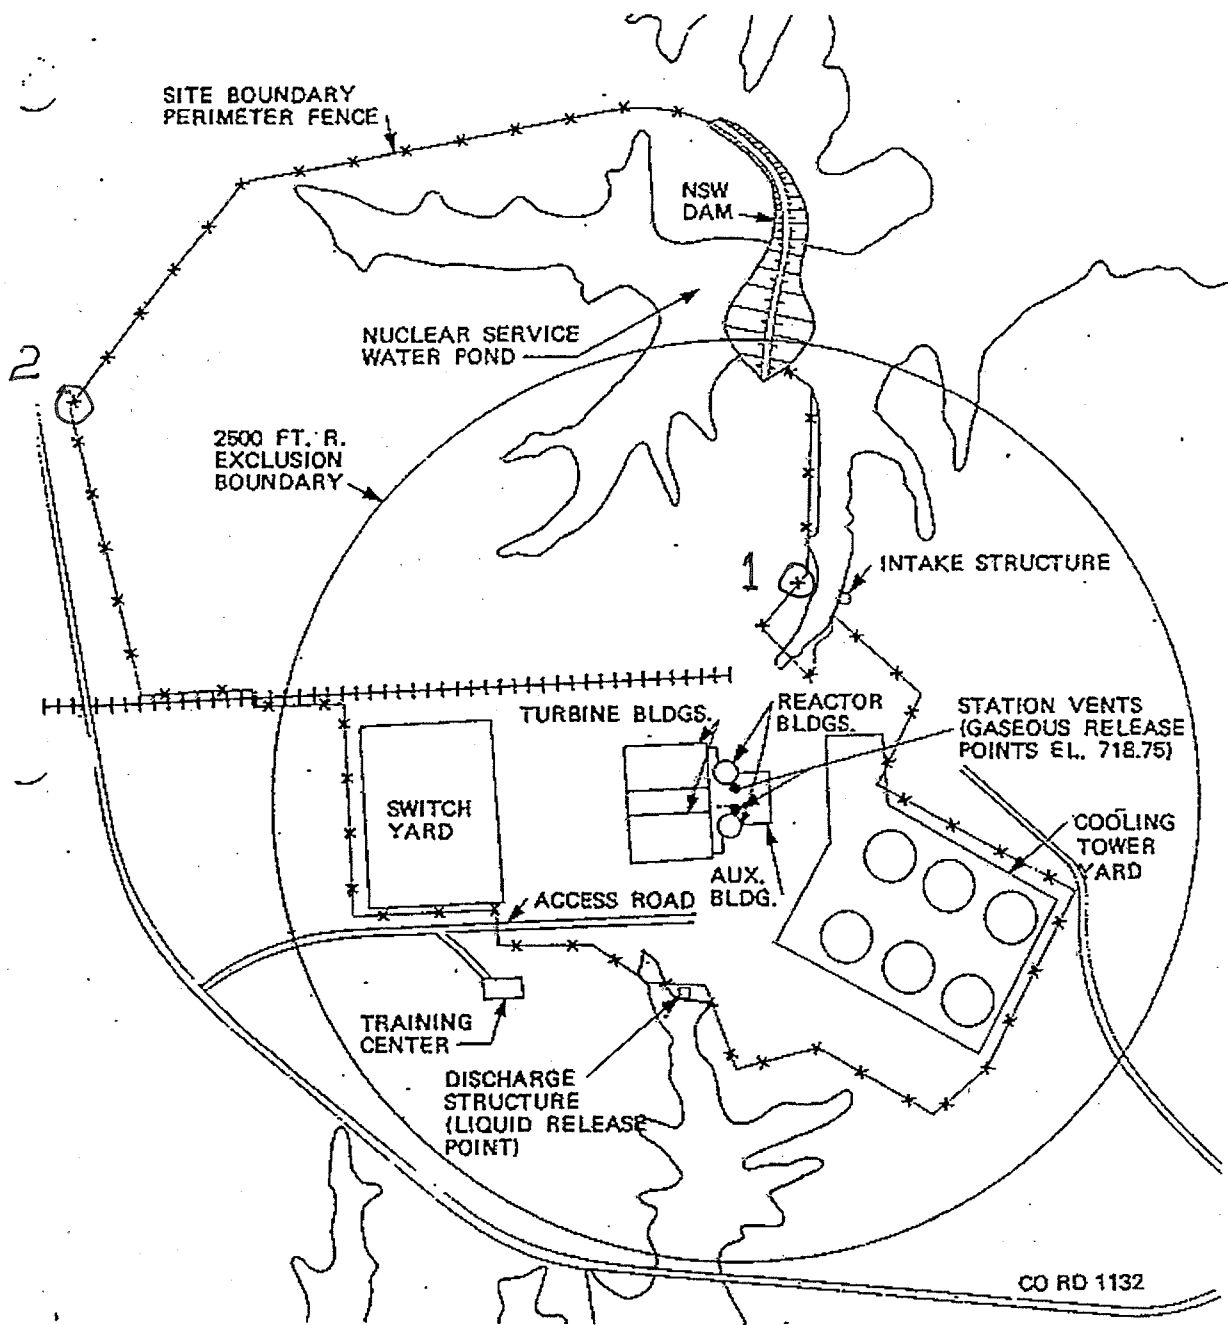 SITE BOUNDARY
PERIMETER FENCE
NSW
DAM
NUCLEAR SERVICE
WATER POND
2
2500 FT. R.
EXCLUSION
BOUNDARY
1
INTAKE STRUCTURE
TURBINE BLDGS.
REACTOR
BLDGS.
STATION VENTS
(GASEOUS RELEASE
POINTS EL. 718.75)
SWITCH
YARD
COOLING
TOWER
YARD
AUX.
BLDG.
ACCESS ROAD
TRAINING
CENTER
DISCHARGE
STRUCTURE
(LIQUID RELEASE
POINT)
CO RD 1132